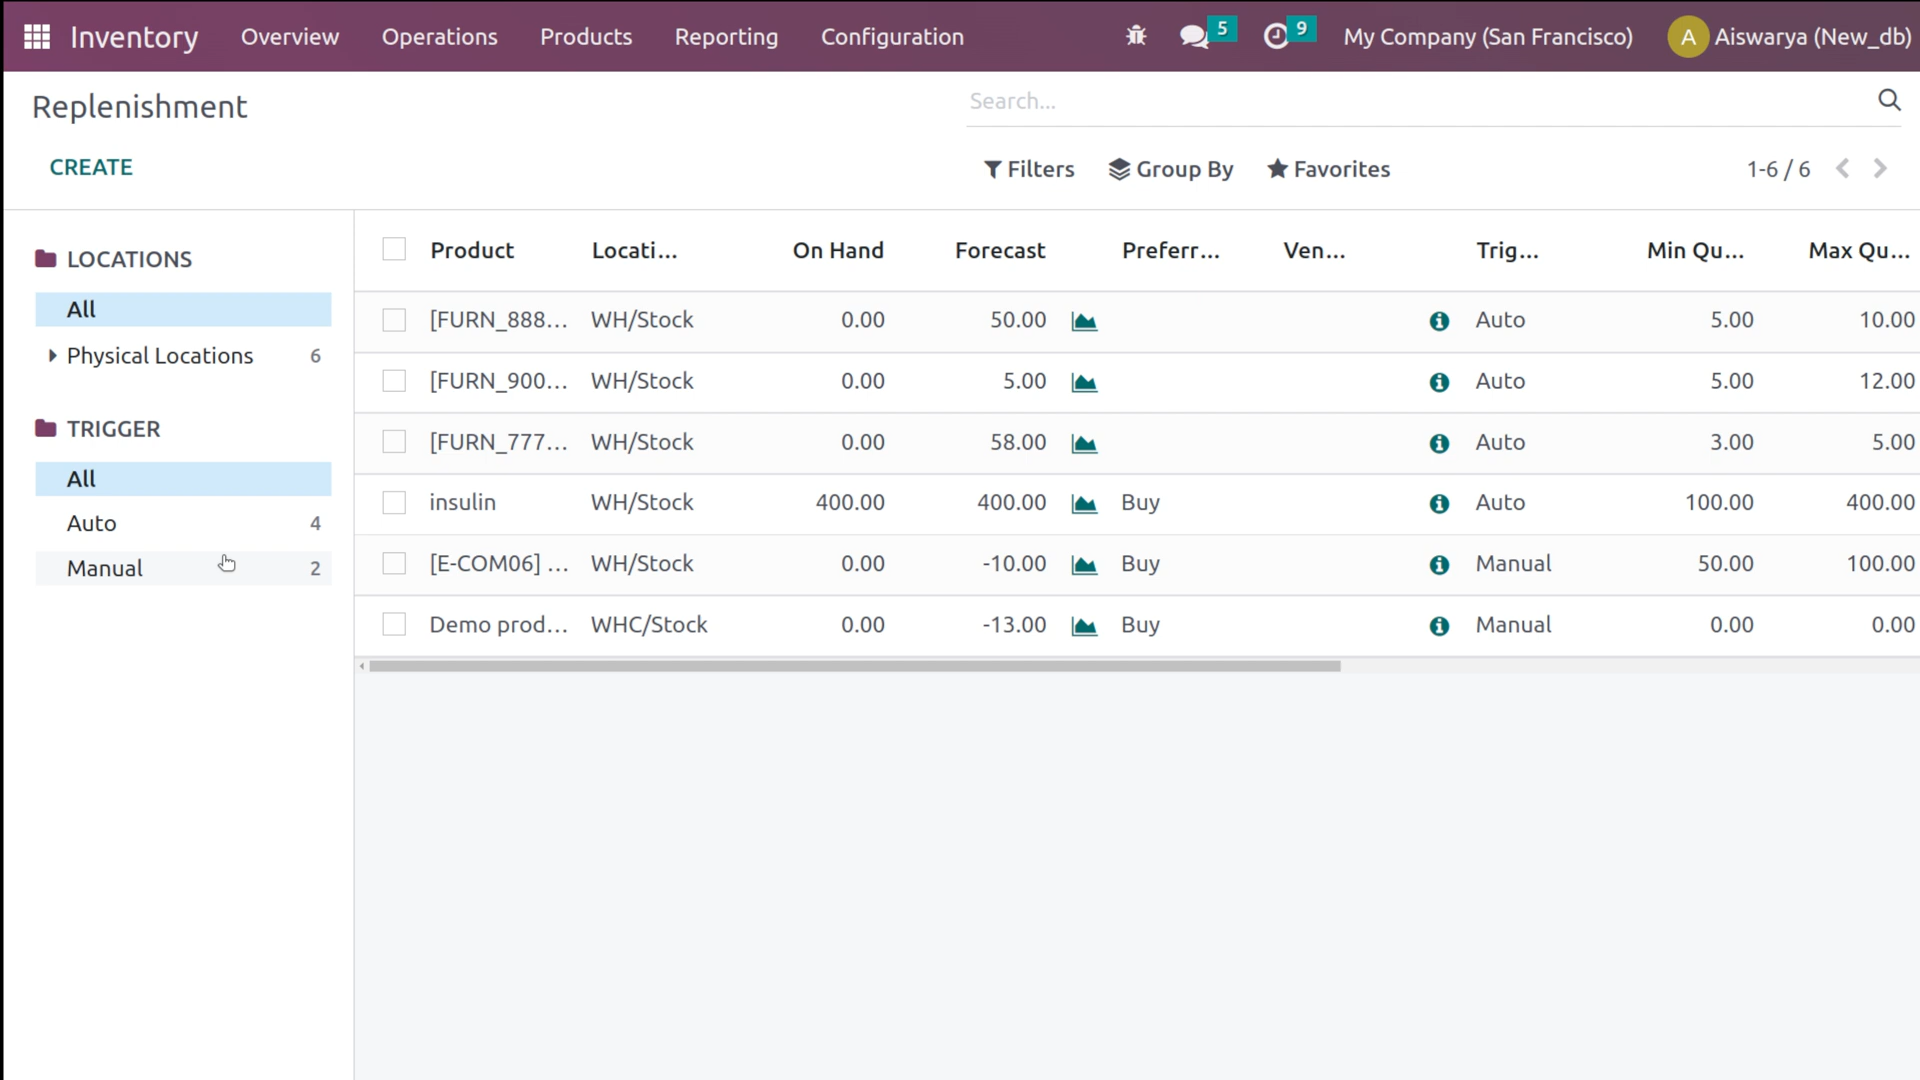 Inventory Overview Operations Products Reporting Configuration 5 9 My Company (San Francisco) A Aiswarya (New_db)
Replenishment
Search...
CREATE
Filters Group By Favorites 1-6 / 6
LOCATIONS
All
Physical Locations 6
TRIGGER
All
Auto 4
Manual 2
Product Locati... On Hand Forecast Preferr... Ven... Trig... Min Qu... Max Qu...
[FURN_888... WH/Stock 0.00 50.00 Auto 5.00 10.00
[FURN_900... WH/Stock 0.00 5.00 Auto 5.00 12.00
[FURN_777... WH/Stock 0.00 58.00 Auto 3.00 5.00
insulin WH/Stock 400.00 400.00 Buy Auto 100.00 400.00
[E-COM06] ... WH/Stock 0.00 -10.00 Buy Manual 50.00 100.00
Demo prod... WHC/Stock 0.00 -13.00 Buy Manual 0.00 0.00